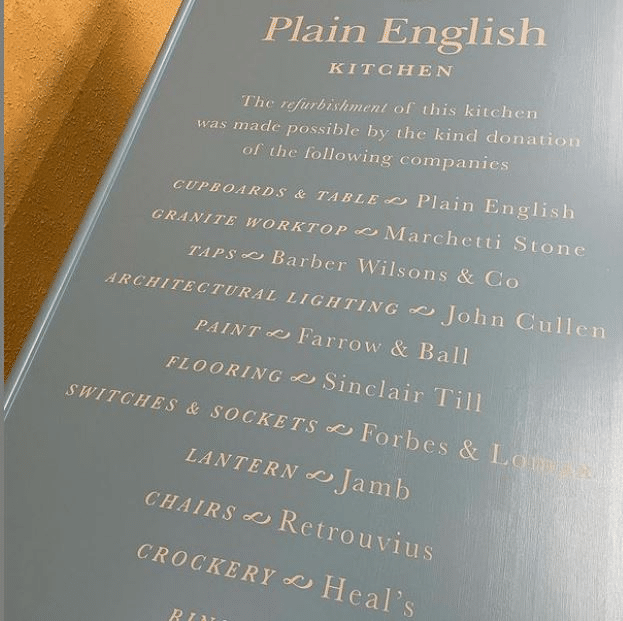 Plain English
KITCHEN
The refurbishment of this kitchen
was made possible by the kind donation
of the following companies
CUPBOARDS & TABLE Plain English
GRANITE WORKTOP Marchetti Stone
TAPS Barber Wilsons & Co
ARCHITECTURAL LIGHTING John Cullen
PAINT Farrow & Ball
FLOORING Sinclair Till
SWITCHES & SOCKETS Forbes & Lomax
LANTERN Jamb
CHAIRS Retrouvius
CROCKERY Heal's